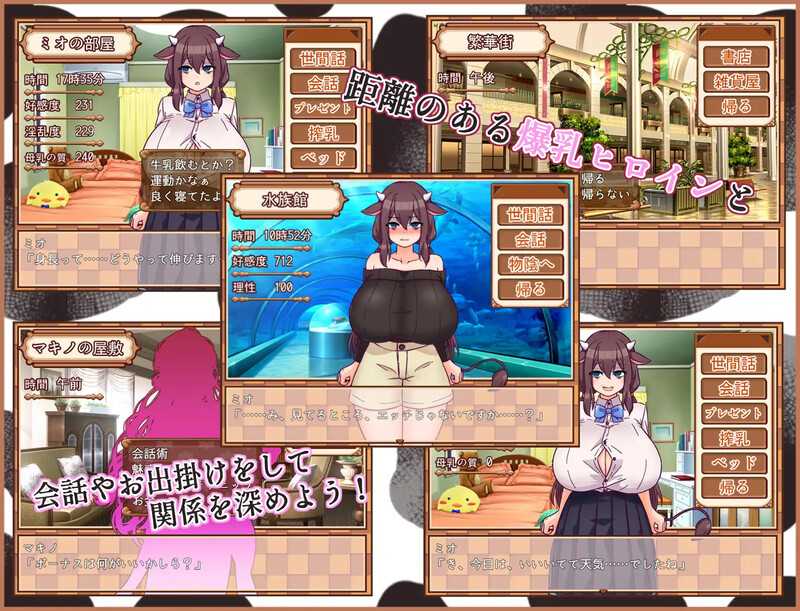 ミオの部屋
時間 17時35分
好感度 231
淫乱度 229
母乳の質 240
世間話
会話
プレゼント
搾乳
ベッド
牛乳飲むとか?
運動かなぁ
良く寝てたよ
ミオ
「身長って……どうやって伸びます
繁華街
時間 午後
書店
雑貨屋
帰る
帰る
帰らない
距離のある爆乳ヒロインと
水族館
時間 10時52分
好感度 712
理性 100
世間話
会話
物陰へ
帰る
ミオ
「……み、見てるところ、エッチじゃないですか……?」
マキノの屋敷
時間 午前
会話術
マキノ
「ボーナスは何がいいかしら?」
会話やお出掛けをして
関係を深めよう!
母乳の質 0
世間話
会話
プレゼント
搾乳
ベッド
帰る
ミオ
「き、今日は、いいいてて天気……でしたね」